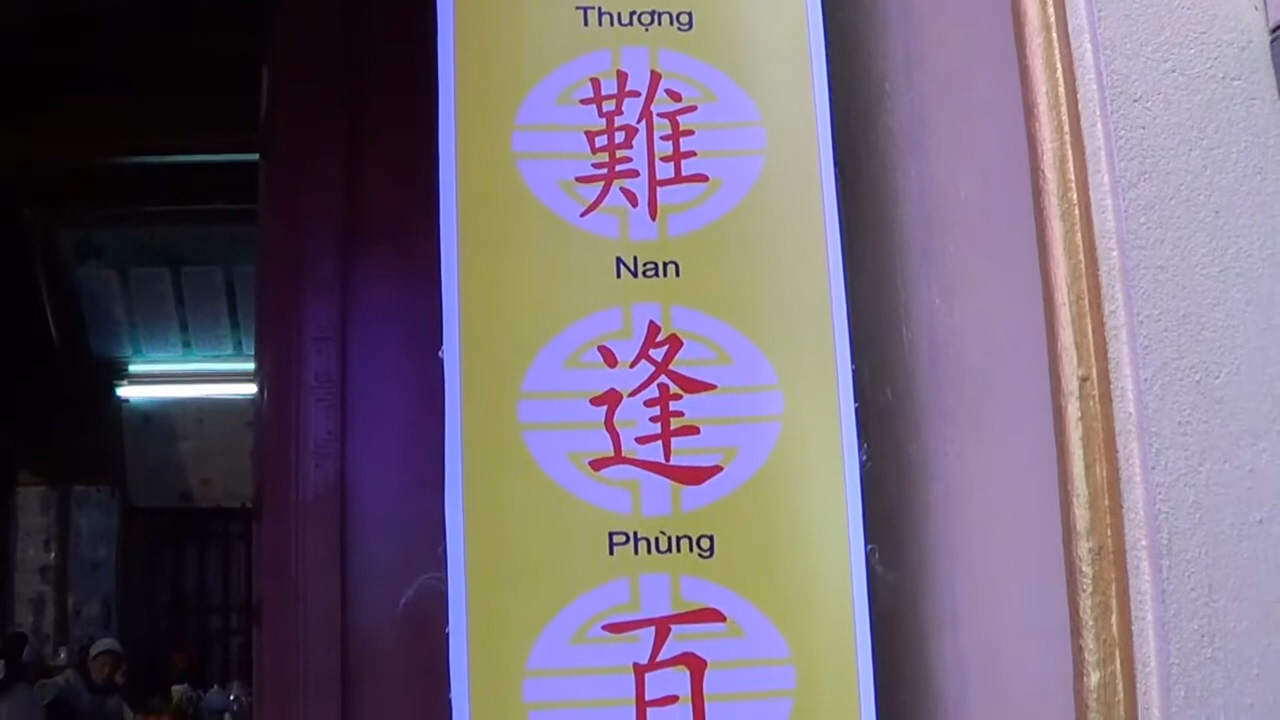 Thượng
難
Nan
逢
Phùng
百